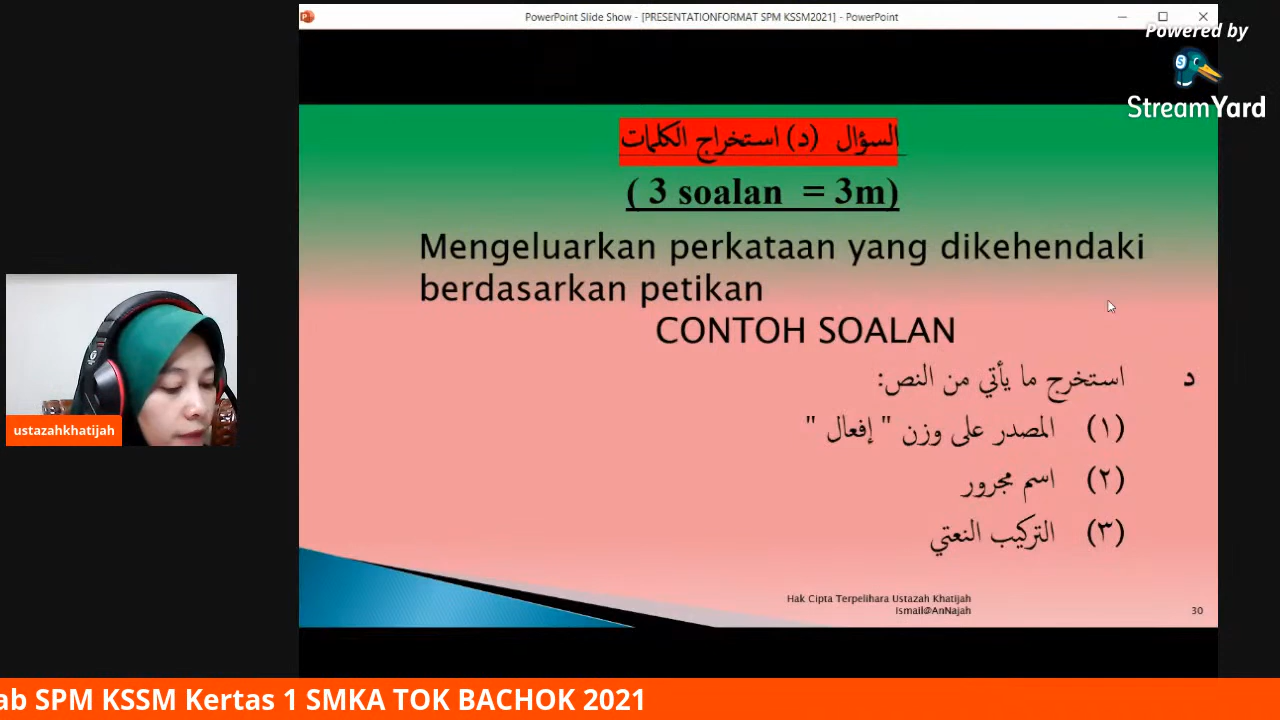 PowerPoint Slide Show - [PRESENTATIONFORMAT SPM KSSM2021] - PowerPoint
Powered by
StreamYard
السؤال (د) استخراج الكلمات
( 3 soalan = 3m)
Mengeluarkan perkataan yang dikehendaki
berdasarkan petikan
CONTOH SOALAN
د استخرج ما يأتي من النص:
(١) المصدر على وزن " إفعال "
(٢) اسم مجرور
(٣) التركيب النعتي
ustazahkhatijah
Hak Cipta Terpelihara Ustazah Khatijah
Ismail@AnNajah
30
ab SPM KSSM Kertas 1 SMKA TOK BACHOK 2021